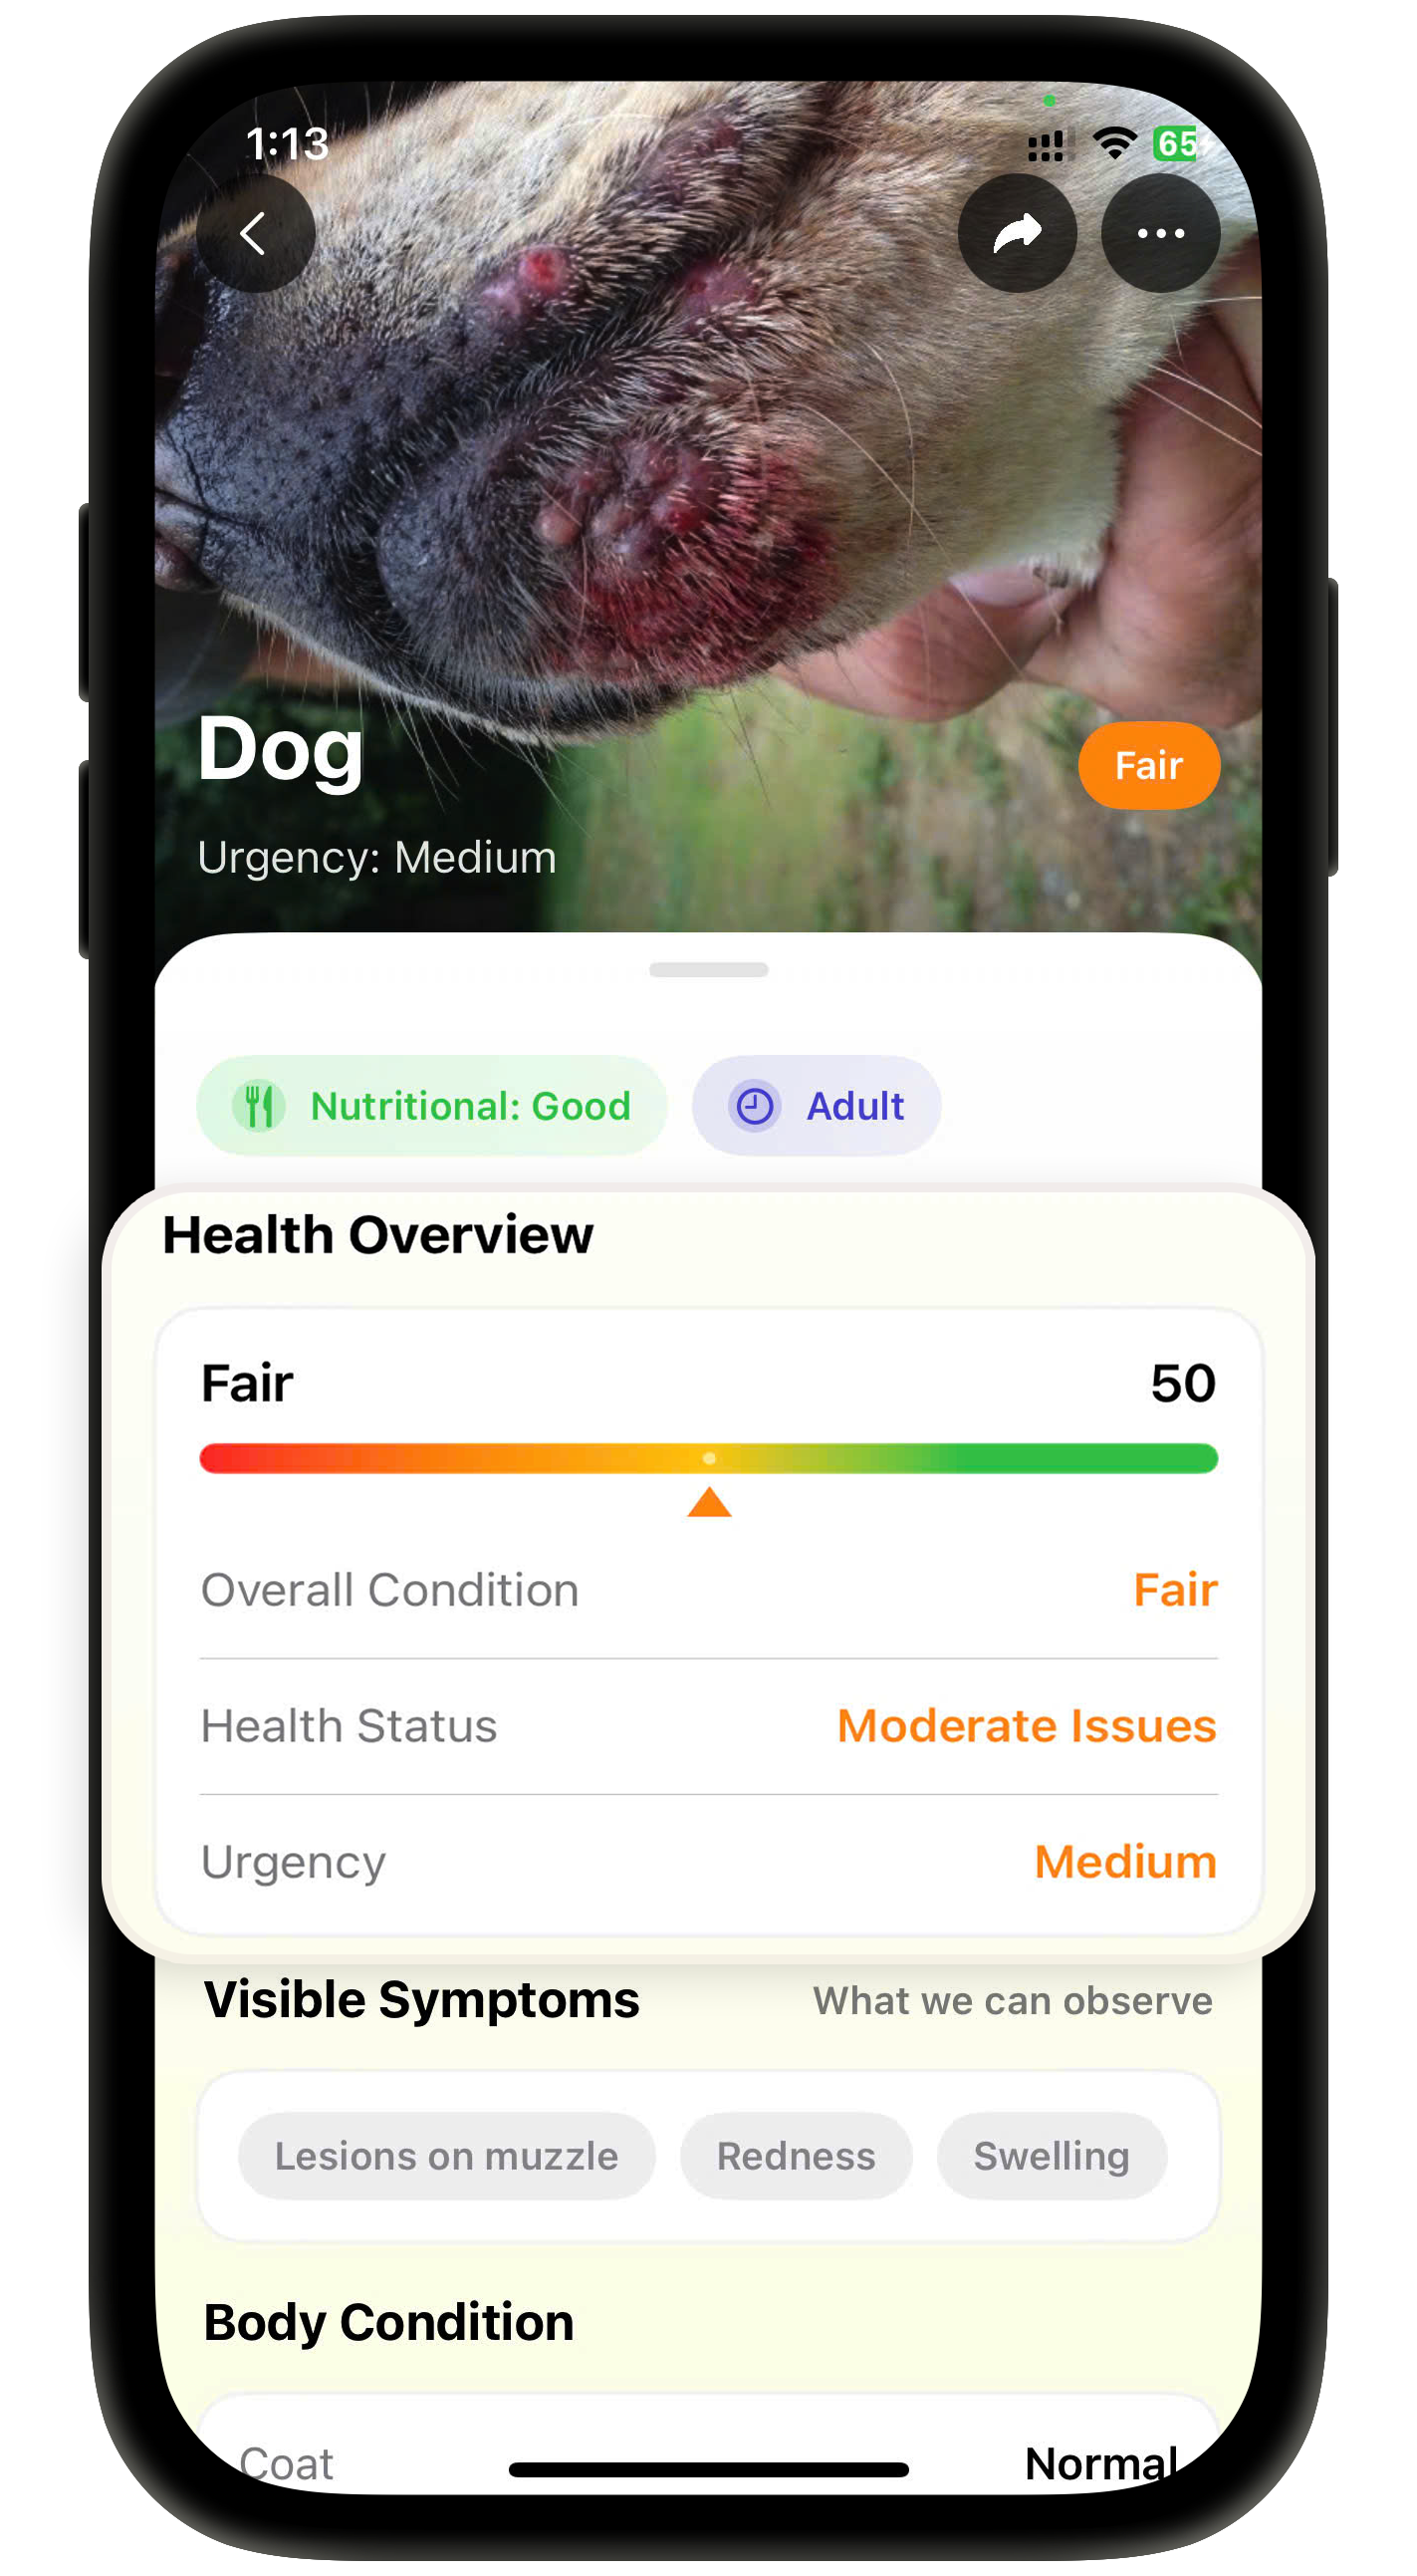 1:13
65
Dog
Fair
Urgency: Medium
Nutritional: Good
Adult
Health Overview
Fair
50
Overall Condition
Fair
Health Status
Moderate Issues
Urgency
Medium
Visible Symptoms
What we can observe
Lesions on muzzle
Redness
Swelling
Body Condition
Coat
Normal